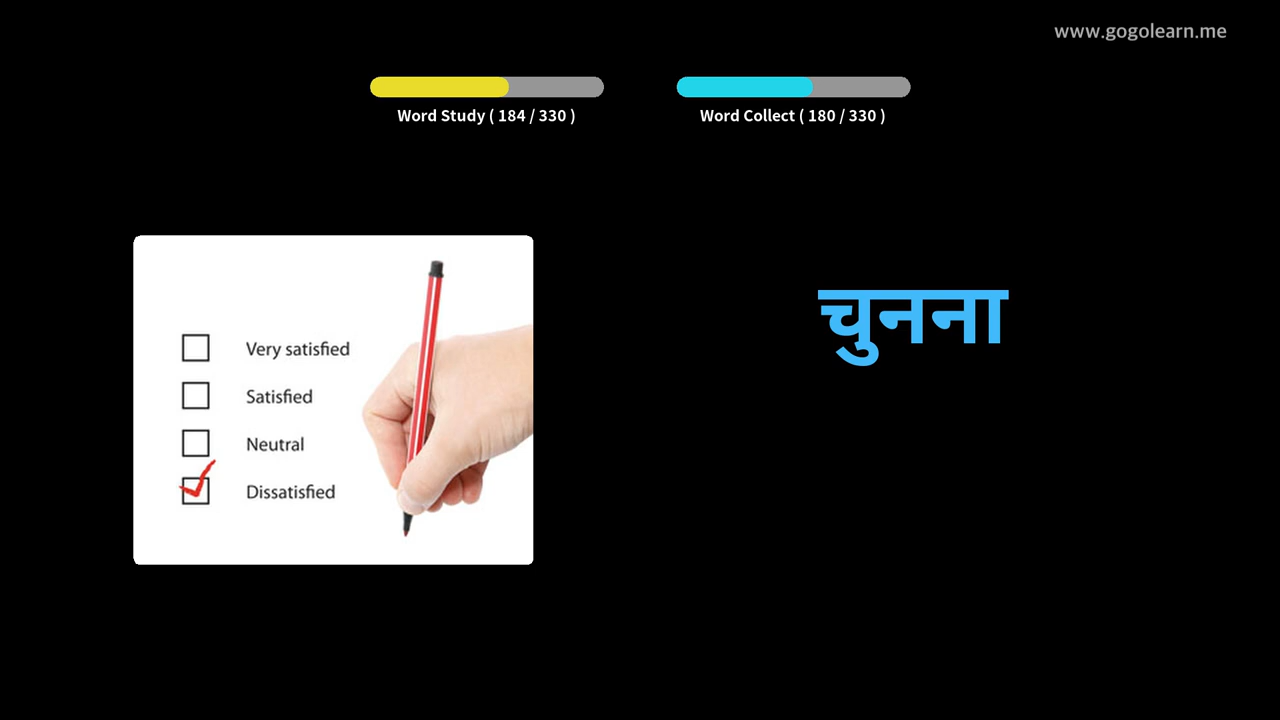 www.gogolearn.me
Word Study ( 184 / 330 )
Word Collect ( 180 / 330 )
चुनना
Very satisfied
Satisfied
Neutral
Dissatisfied